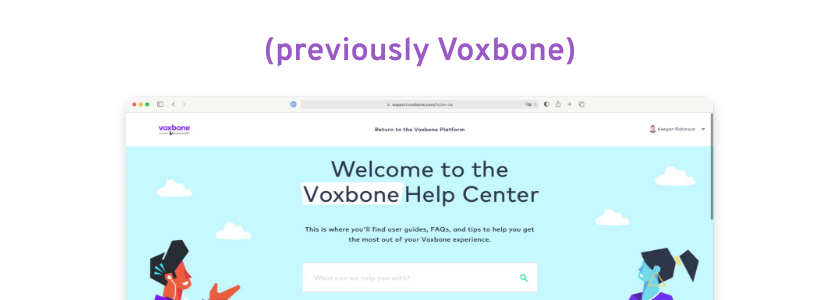 (previously Voxbone)
support.voxbone.com/hc/en-us
voxbone
Return to the Voxbone Platform
Keegan Robinson
Welcome to the
Voxbone Help Center
This is where you'll find user guides, FAQs, and tips to help you get
the most out of your Voxbone experience.
What can we help you with?